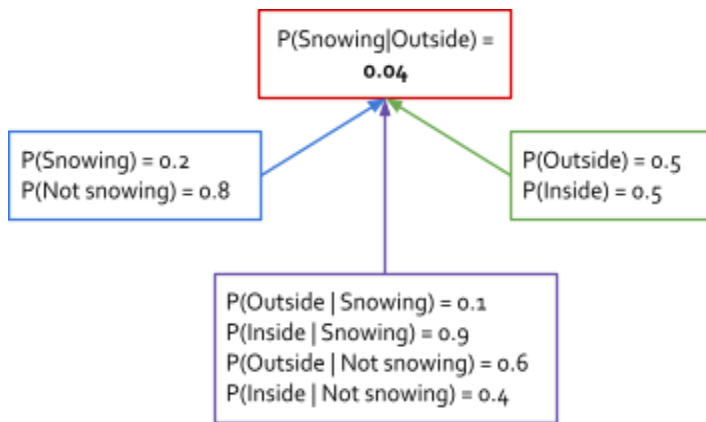 P(Snowing|Outside) =
0.04
P(Snowing) = 0.2
P(Not snowing) = 0.8
P(Outside) = 0.5
P(Inside) = 0.5
P(Outside | Snowing) = 0.1
P(Inside | Snowing) = 0.9
P(Outside | Not snowing) = 0.6
P(Inside | Not snowing) = 0.4